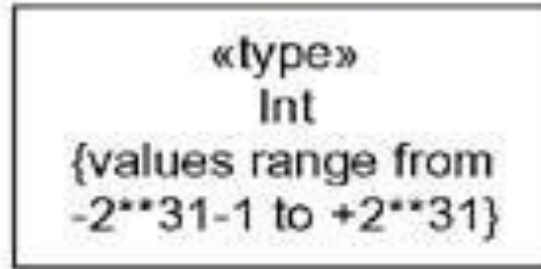 «type»
Int
{values range from
-2**31-1 to +2**31}